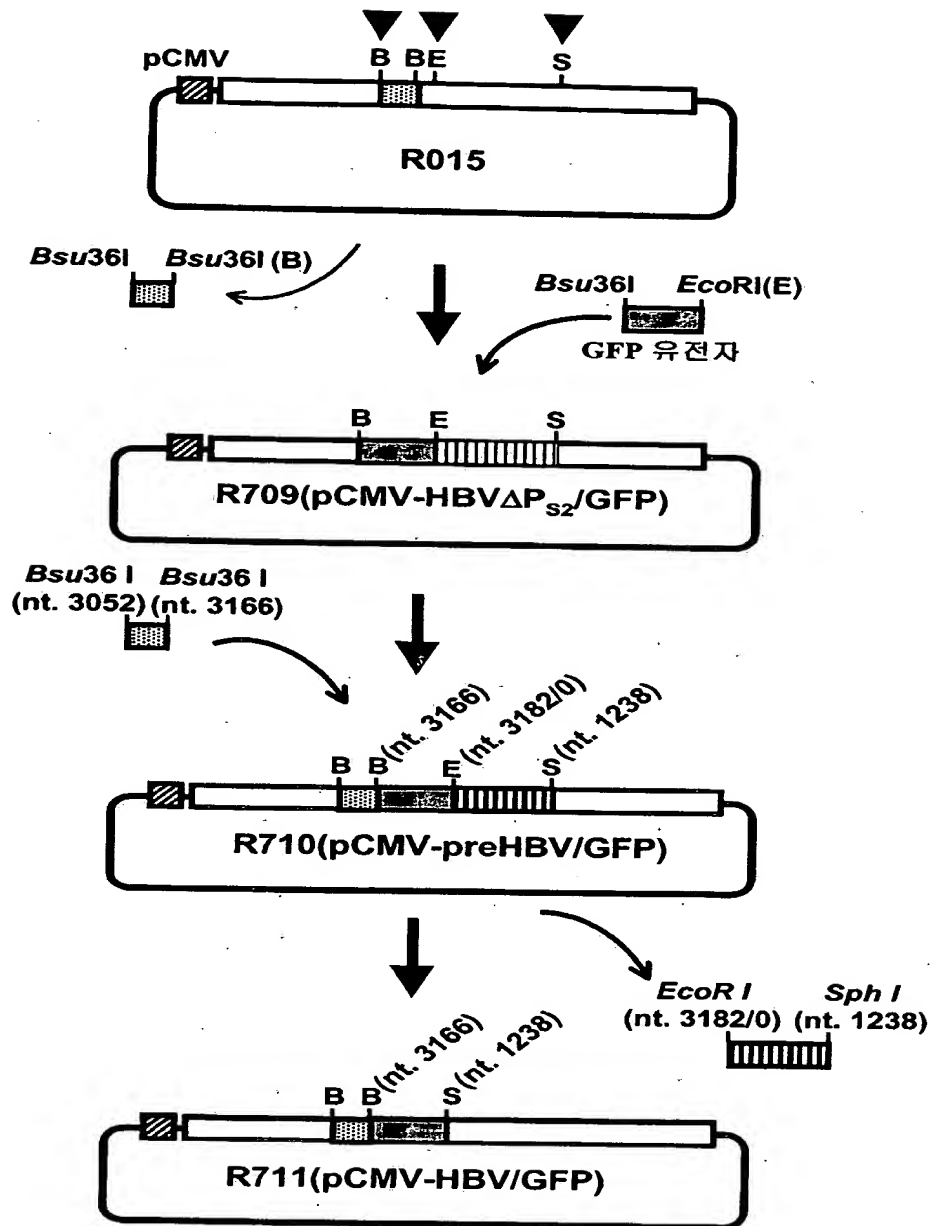 pCMV
B B E S
R015
Bsu36I Bsu36I (B)
Bsu36I EcoRI(E)
GFP 유전자
B E S
R709(pCMV-HBVΔP_S2/GFP)
Bsu36 I Bsu36 I
(nt. 3052) (nt. 3166)
B B(nt. 3166) E(nt. 3182/0) S(nt. 1238)
R710(pCMV-preHBV/GFP)
EcoR I Sph I
(nt. 3182/0) (nt. 1238)
B B(nt. 3166) S(nt. 1238)
R711(pCMV-HBV/GFP)